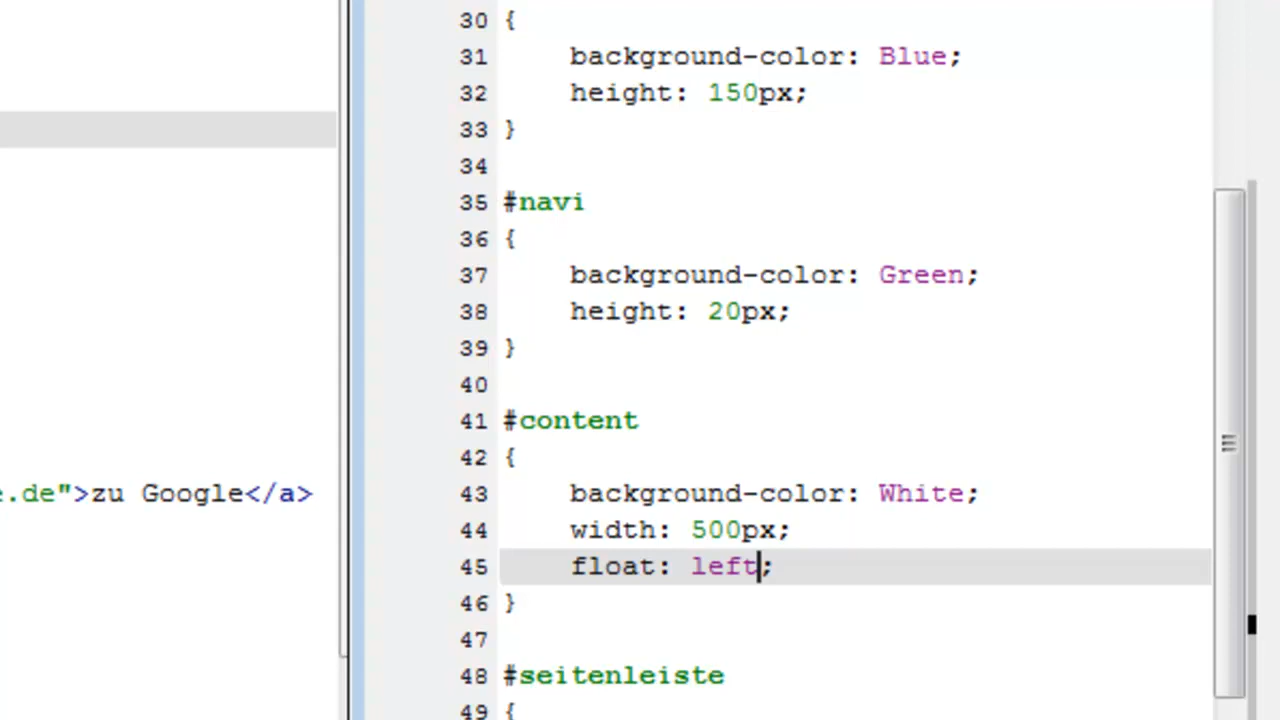 30 {
31     background-color: Blue;
32     height: 150px;
33 }
34
35 #navi
36 {
37     background-color: Green;
38     height: 20px;
39 }
40
41 #content
42 {
43     background-color: White;
e.de">zu Google</a>
44     width: 500px;
45     float: left;
46 }
47
48 #seitenleiste
49 {